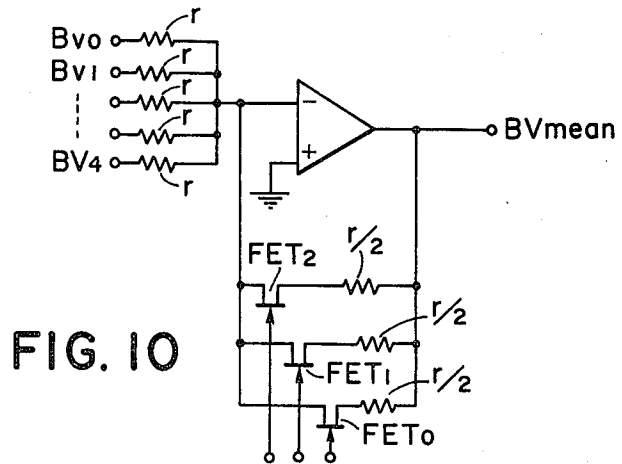 r
Bv0
r
Bv1
r
r
BV4
r
−
+
BVmean
FET2
r/2
r/2
FET1
r/2
FET0
FIG. 10